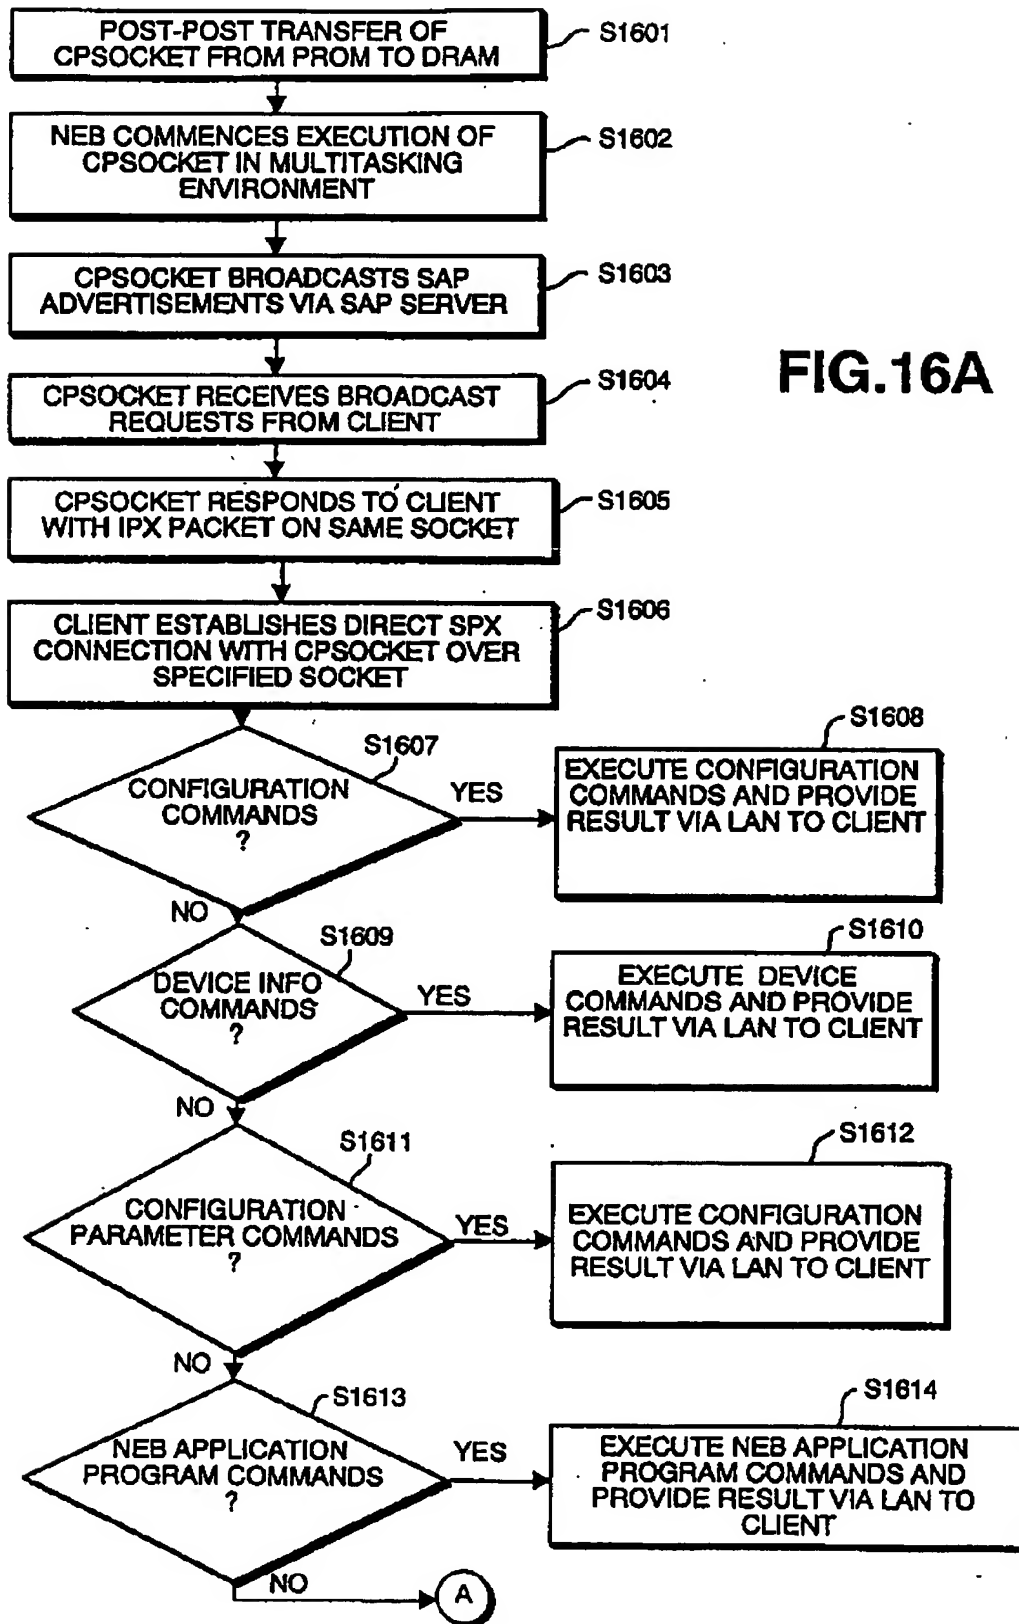 POST-POST TRANSFER OF
CPSOCKET FROM PROM TO DRAM
S1601
NEB COMMENCES EXECUTION OF
CPSOCKET IN MULTITASKING
ENVIRONMENT
S1602
CPSOCKET BROADCASTS SAP
ADVERTISEMENTS VIA SAP SERVER
S1603
FIG.16A
CPSOCKET RECEIVES BROADCAST
REQUESTS FROM CLIENT
S1604
CPSOCKET RESPONDS TO CLIENT
WITH IPX PACKET ON SAME SOCKET
S1605
CLIENT ESTABLISHES DIRECT SPX
CONNECTION WITH CPSOCKET OVER
SPECIFIED SOCKET
S1606
S1607
CONFIGURATION
COMMANDS
?
YES
S1608
EXECUTE CONFIGURATION
COMMANDS AND PROVIDE
RESULT VIA LAN TO CLIENT
NO
S1609
DEVICE INFO
COMMANDS
?
YES
S1610
EXECUTE DEVICE
COMMANDS AND PROVIDE
RESULT VIA LAN TO CLIENT
NO
S1611
CONFIGURATION
PARAMETER COMMANDS
?
YES
S1612
EXECUTE CONFIGURATION
COMMANDS AND PROVIDE
RESULT VIA LAN TO CLIENT
NO
S1613
NEB APPLICATION
PROGRAM COMMANDS
?
YES
S1614
EXECUTE NEB APPLICATION
PROGRAM COMMANDS AND
PROVIDE RESULT VIA LAN TO
CLIENT
NO
A